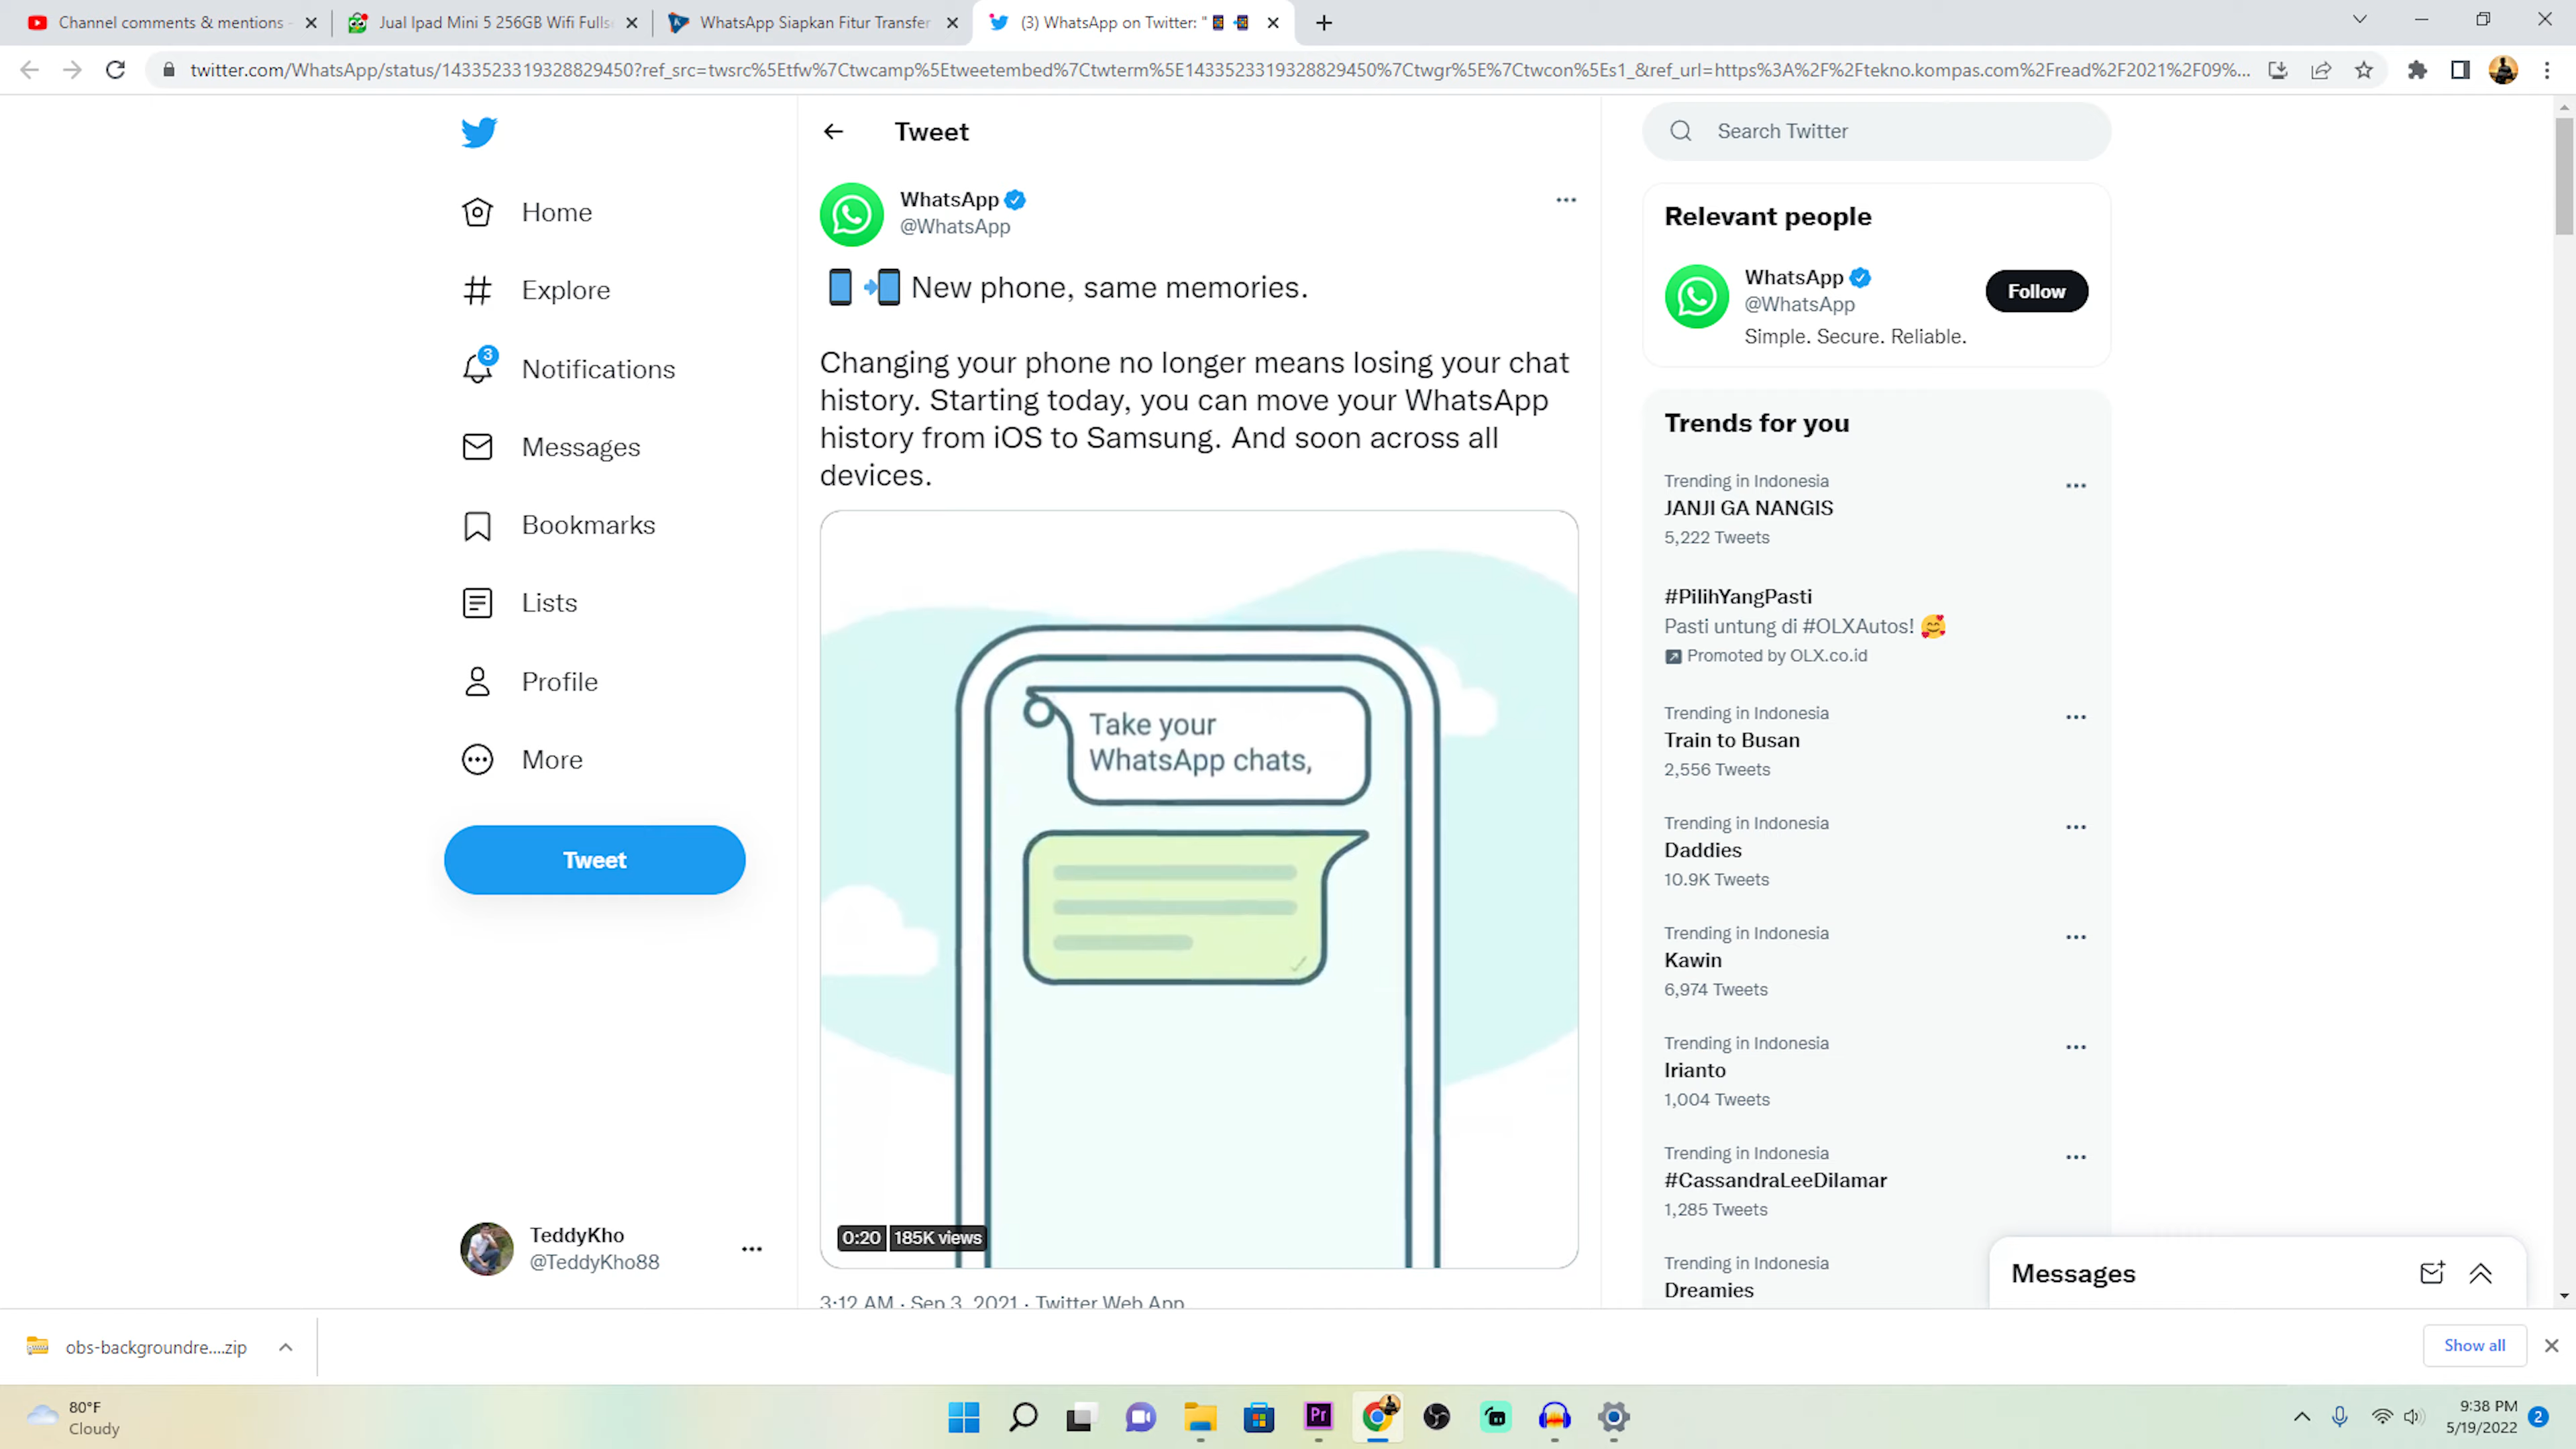 Channel comments & mentions -
Jual Ipad Mini 5 256GB Wifi Fulls
WhatsApp Siapkan Fitur Transfer
(3) WhatsApp on Twitter: "
twitter.com/WhatsApp/status/1433523319328829450?ref_src=twsrc%5Etfw%7Ctwcamp%5Etweetembed%7Ctwterm%5E1433523319328829450%7Ctwgr%5E%7Ctwcon%5Es1_&ref_url=https%3A%2F%2Ftekno.kompas.com%2Fread%2F2021%2F09%...
Home
Explore
3
Notifications
Messages
Bookmarks
Lists
Profile
More
Tweet
TeddyKho
@TeddyKho88
Tweet
WhatsApp
@WhatsApp
New phone, same memories.
Changing your phone no longer means losing your chat
history. Starting today, you can move your WhatsApp
history from iOS to Samsung. And soon across all
devices.
Take your
WhatsApp chats,
0:20 185K views
3:12 AM · Sep 3, 2021 · Twitter Web App
Search Twitter
Relevant people
WhatsApp
@WhatsApp
Follow
Simple. Secure. Reliable.
Trends for you
Trending in Indonesia
JANJI GA NANGIS
5,222 Tweets
#PilihYangPasti
Pasti untung di #OLXAutos! 🥰
Promoted by OLX.co.id
Trending in Indonesia
Train to Busan
2,556 Tweets
Trending in Indonesia
Daddies
10.9K Tweets
Trending in Indonesia
Kawin
6,974 Tweets
Trending in Indonesia
Irianto
1,004 Tweets
Trending in Indonesia
#CassandraLeeDilamar
1,285 Tweets
Trending in Indonesia
Dreamies
Messages
obs-backgroundre....zip
Show all
80°F
Cloudy
Pr
9:38 PM
5/19/2022
2